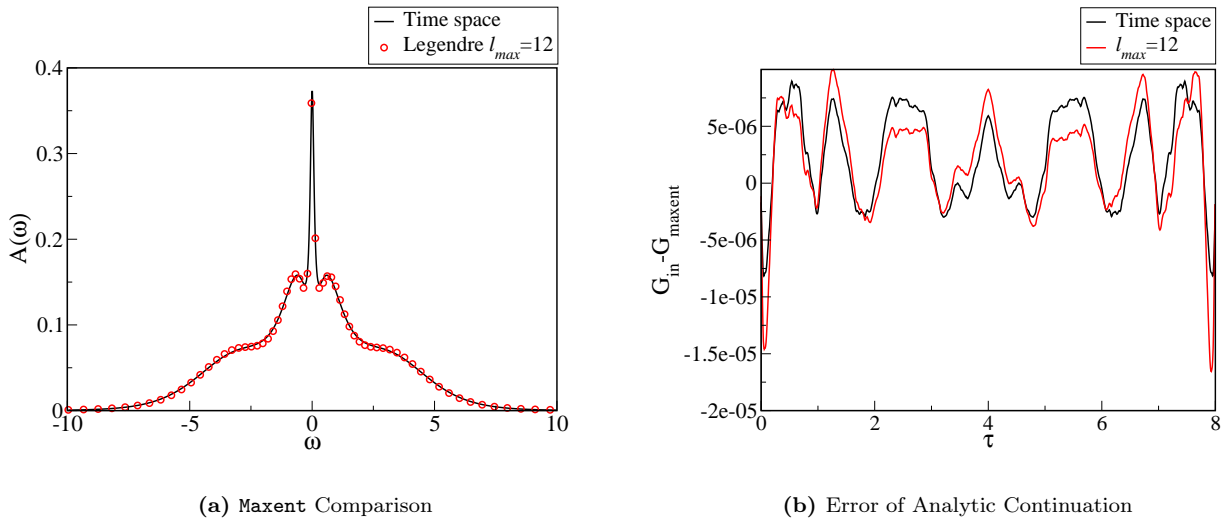 Time space
Legendre l_max=12
0.4
0.3
0.2
0.1
0
A(ω)
-10
-5
0
5
10
ω
(a) Maxent Comparison
Time space
l_max=12
5e-06
0
-5e-06
-1e-05
-1.5e-05
-2e-05
G_in-G_maxent
0
2
4
6
8
τ
(b) Error of Analytic Continuation